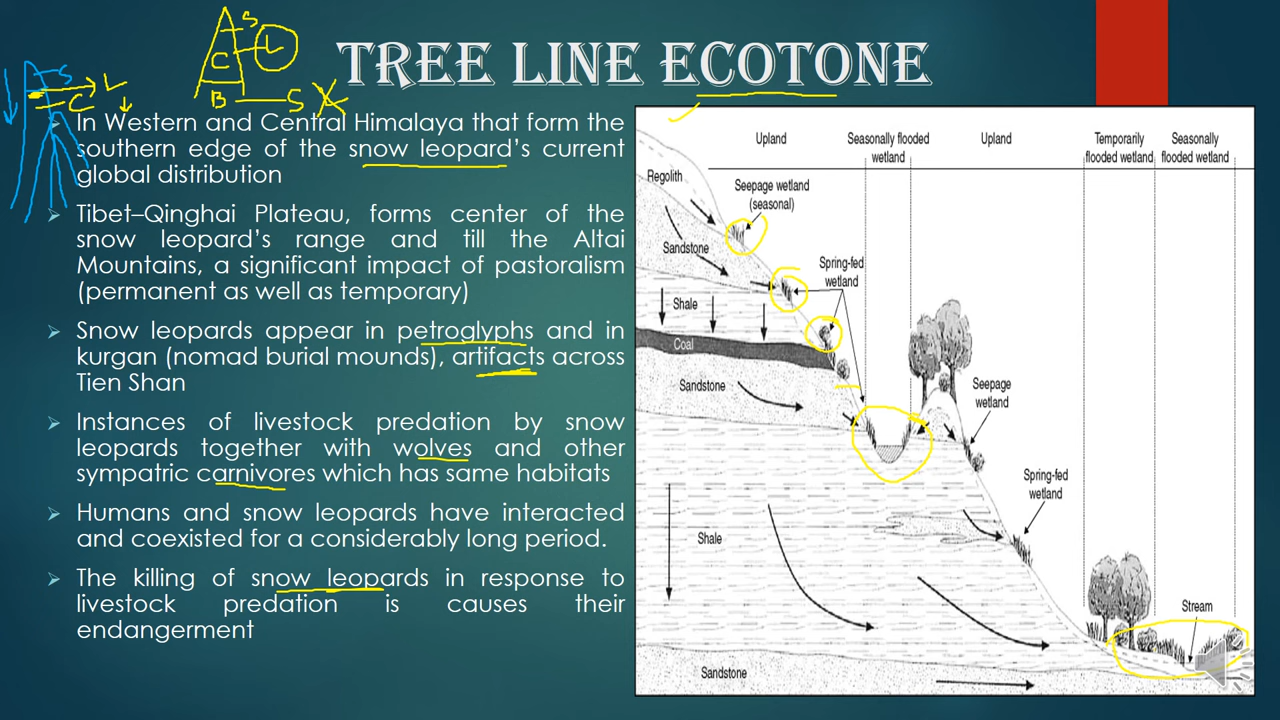 TREE LINE ECOTONE
S
L
C
B S X
S
L
C
In Western and Central Himalaya that form the
southern edge of the snow leopard's current
global distribution
Tibet–Qinghai Plateau, forms center of the
snow leopard's range and till the Altai
Mountains, a significant impact of pastoralism
(permanent as well as temporary)
Snow leopards appear in petroglyphs and in
kurgan (nomad burial mounds), artifacts across
Tien Shan
Instances of livestock predation by snow
leopards together with wolves and other
sympatric carnivores which has same habitats
Humans and snow leopards have interacted
and coexisted for a considerably long period.
The killing of snow leopards in response to
livestock predation is causes their
endangerment
Upland
Seasonally flooded
wetland
Upland
Temporarily
flooded wetland
Seasonally
flooded wetland
Regolith
Seepage wetland
(seasonal)
Sandstone
Spring-fed
wetland
Shale
Coal
Sandstone
Seepage
wetland
Spring-fed
wetland
Shale
Stream
Sandstone